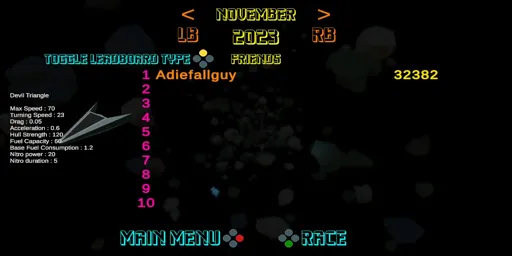 < NOVEMBER >
LB 2023 RB
TOGGLE LEADBOARD TYPE FRIENDS
1 Adiefallguy 32382
2
3
4
5
6
7
8
9
10
Devil Triangle
Max Speed : 70
Turning Speed : 23
Drag : 0.05
Acceleration : 0.6
Hull Strength : 120
Fuel Capacity : 60
Base Fuel Consumption : 1.2
Nitro power : 20
Nitro duration : 5
MAIN MENU RACE